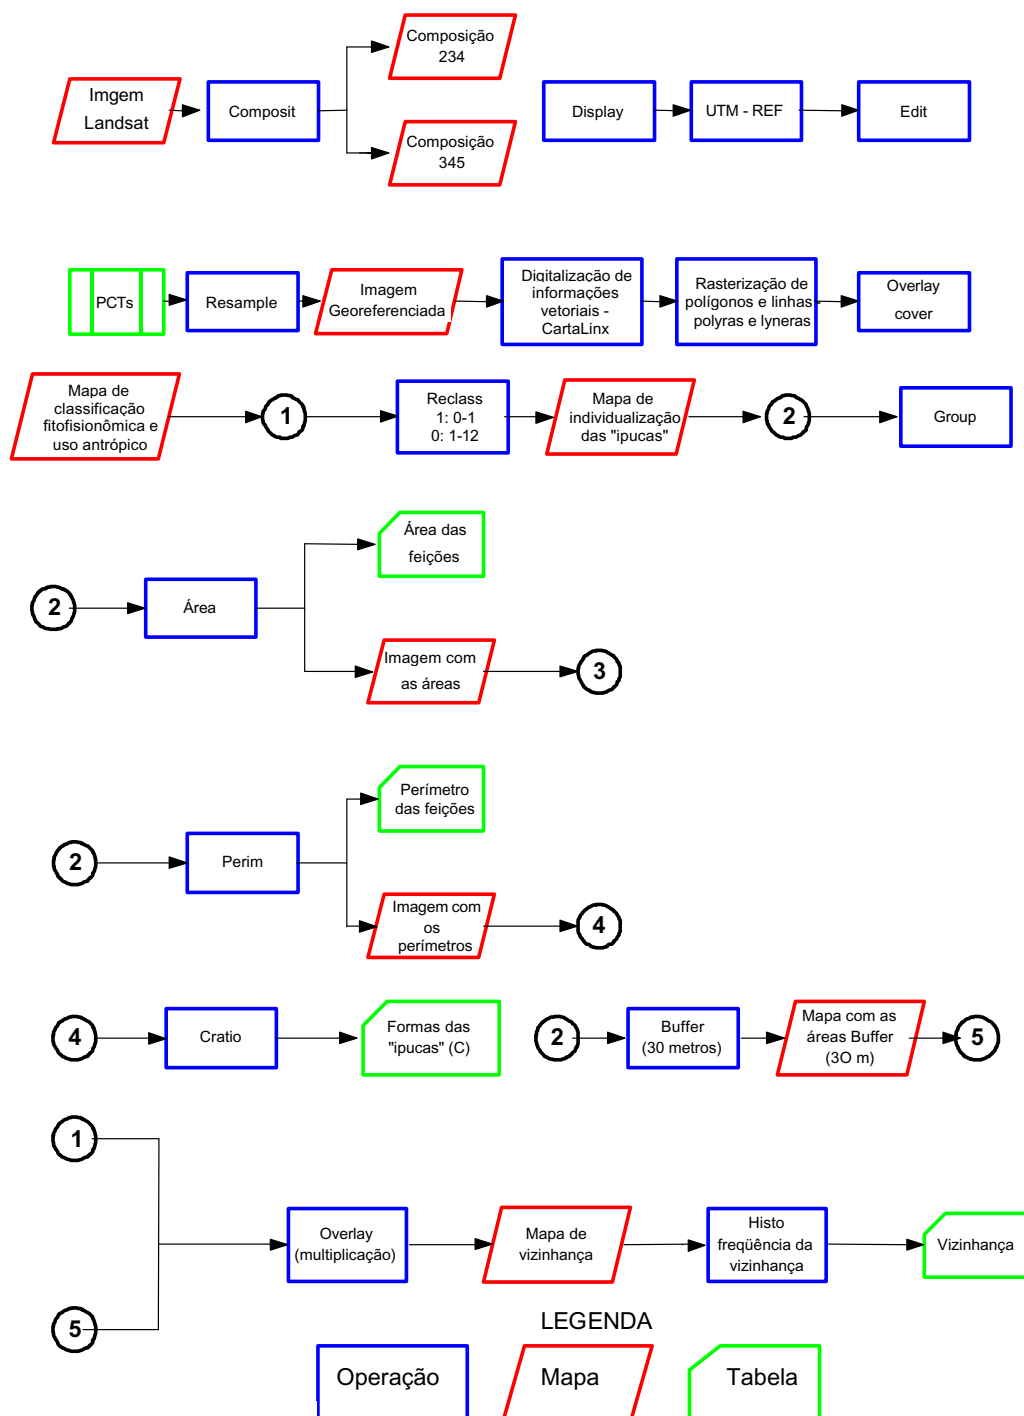 Composição
234
Imgem
Landsat
Composit
Display
UTM - REF
Edit
Composição
345
PCTs
Resample
Imagem
Georeferenciada
Digitalização de
informações
vetoriais -
CartaLinx
Rasterização de
polígonos e linhas-
polyras e lyneras
Overlay
cover
Mapa de
classificação
fitofisionômica e
uso antrópico
1
Reclass
1: 0-1
0: 1-12
Mapa de
individualização
das "ipucas"
2
Group
Área das
feições
2
Área
Imagem com
as áreas
3
Perímetro
das feições
2
Perim
Imagem com
os
perímetros
4
4
Cratio
Formas das
"ipucas" (C)
2
Buffer
(30 metros)
Mapa com as
áreas Buffer
(3O m)
5
1
Overlay
(multiplicação)
Mapa de
vizinhança
Histo
freqüência da
vizinhança
Vizinhança
5
LEGENDA
Operação
Mapa
Tabela